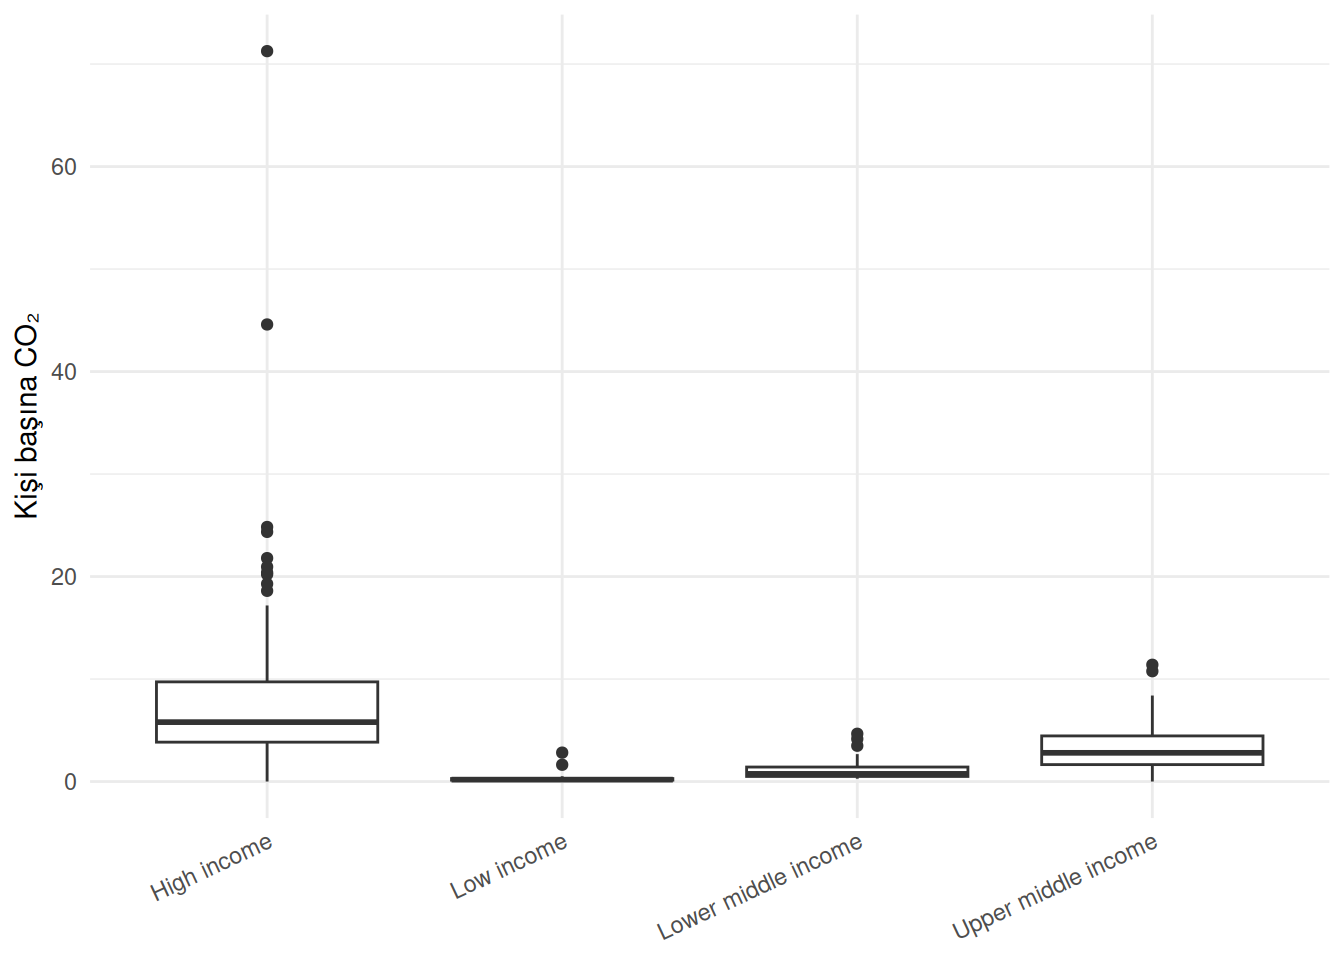 Kişi başına CO₂
60
40
20
0
High income
Low income
Lower middle income
Upper middle income